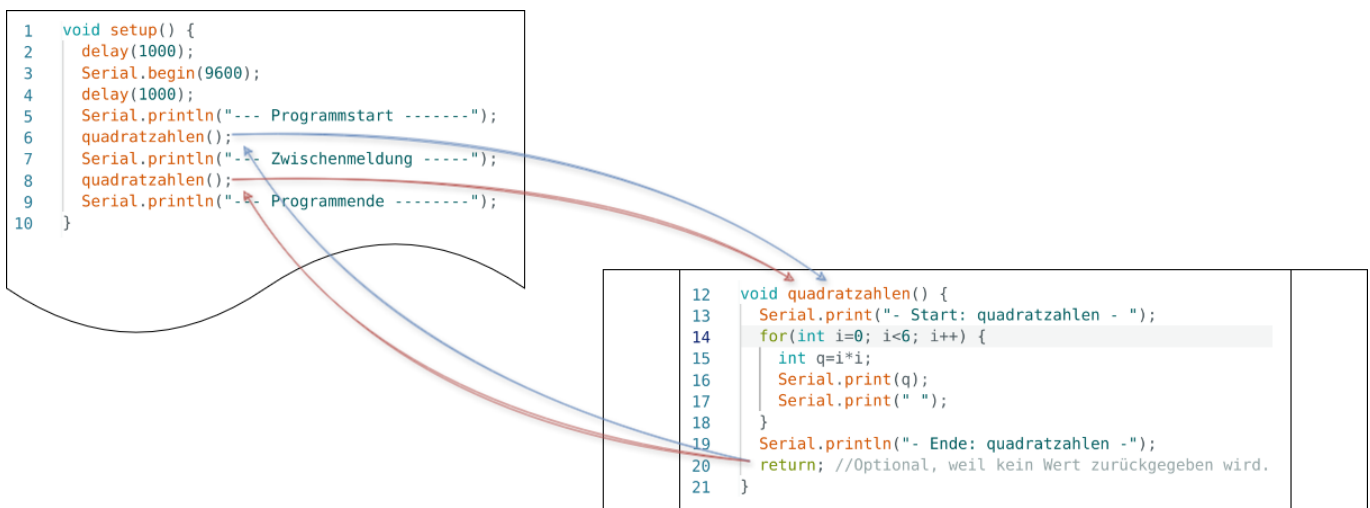 1 void setup() {
2 delay(1000);
3 Serial.begin(9600);
4 delay(1000);
5 Serial.println("--- Programmstart -------");
6 quadratzahlen();
7 Serial.println("--- Zwischenmeldung -----");
8 quadratzahlen();
9 Serial.println("--- Programmende --------");
10 }
12 void quadratzahlen() {
13 Serial.print("- Start: quadratzahlen - ");
14 for(int i=0; i<6; i++) {
15 int q=i*i;
16 Serial.print(q);
17 Serial.print(" ");
18 }
19 Serial.println("- Ende: quadratzahlen -");
20 return; //Optional, weil kein Wert zurückgegeben wird.
21 }